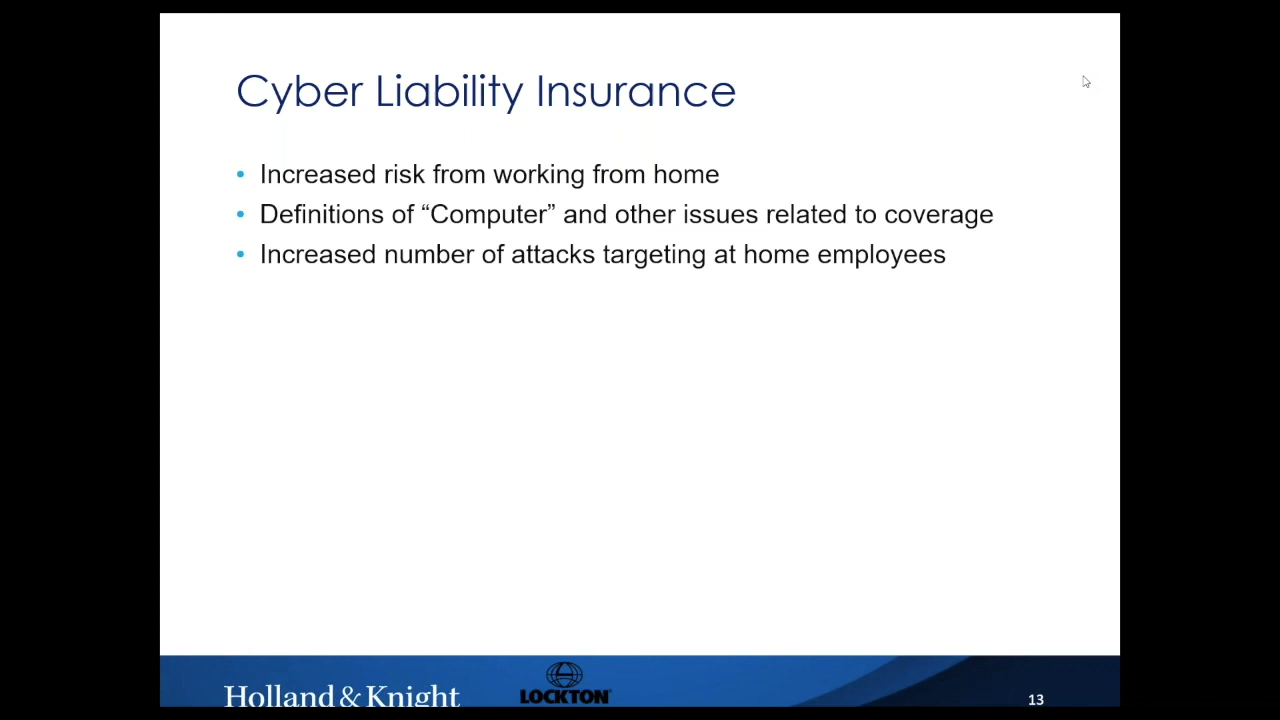 Cyber Liability Insurance
• Increased risk from working from home
• Definitions of “Computer” and other issues related to coverage
• Increased number of attacks targeting at home employees
Holland & Knight
LOCKTON
13